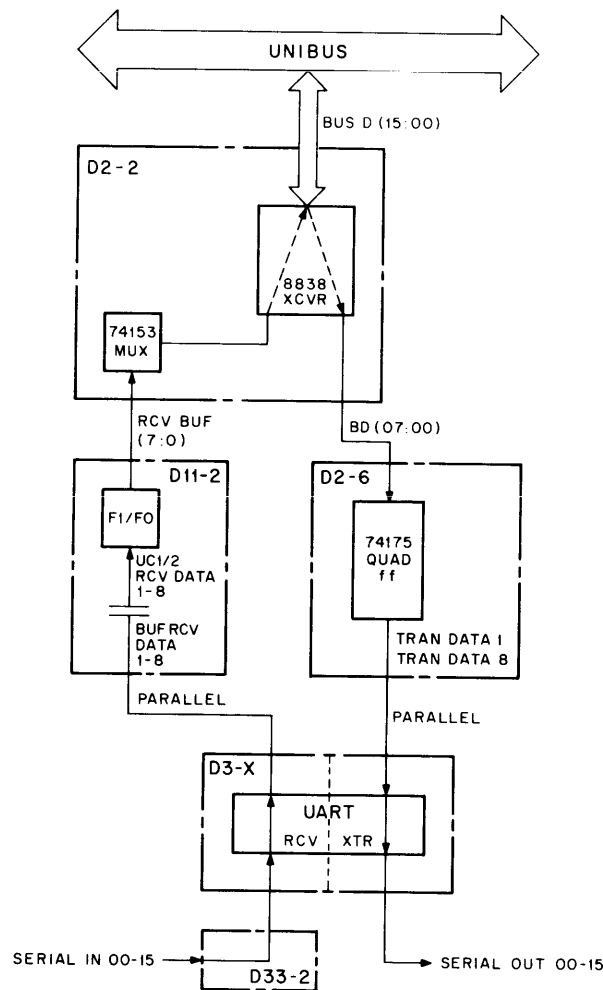 UNIBUS
BUS D (15:00)
D2-2
8838
XCVR
74153
MUX
RCV BUF
(7:0)
BD (07:00)
D11-2
D2-6
F1/F0
74175
QUAD
ff
UC1/2
RCV DATA
1-8
BUF RCV
DATA
1-8
TRAN DATA 1
TRAN DATA 8
PARALLEL
PARALLEL
D3-X
UART
RCV XTR
SERIAL IN 00-15
SERIAL OUT 00-15
D33-2